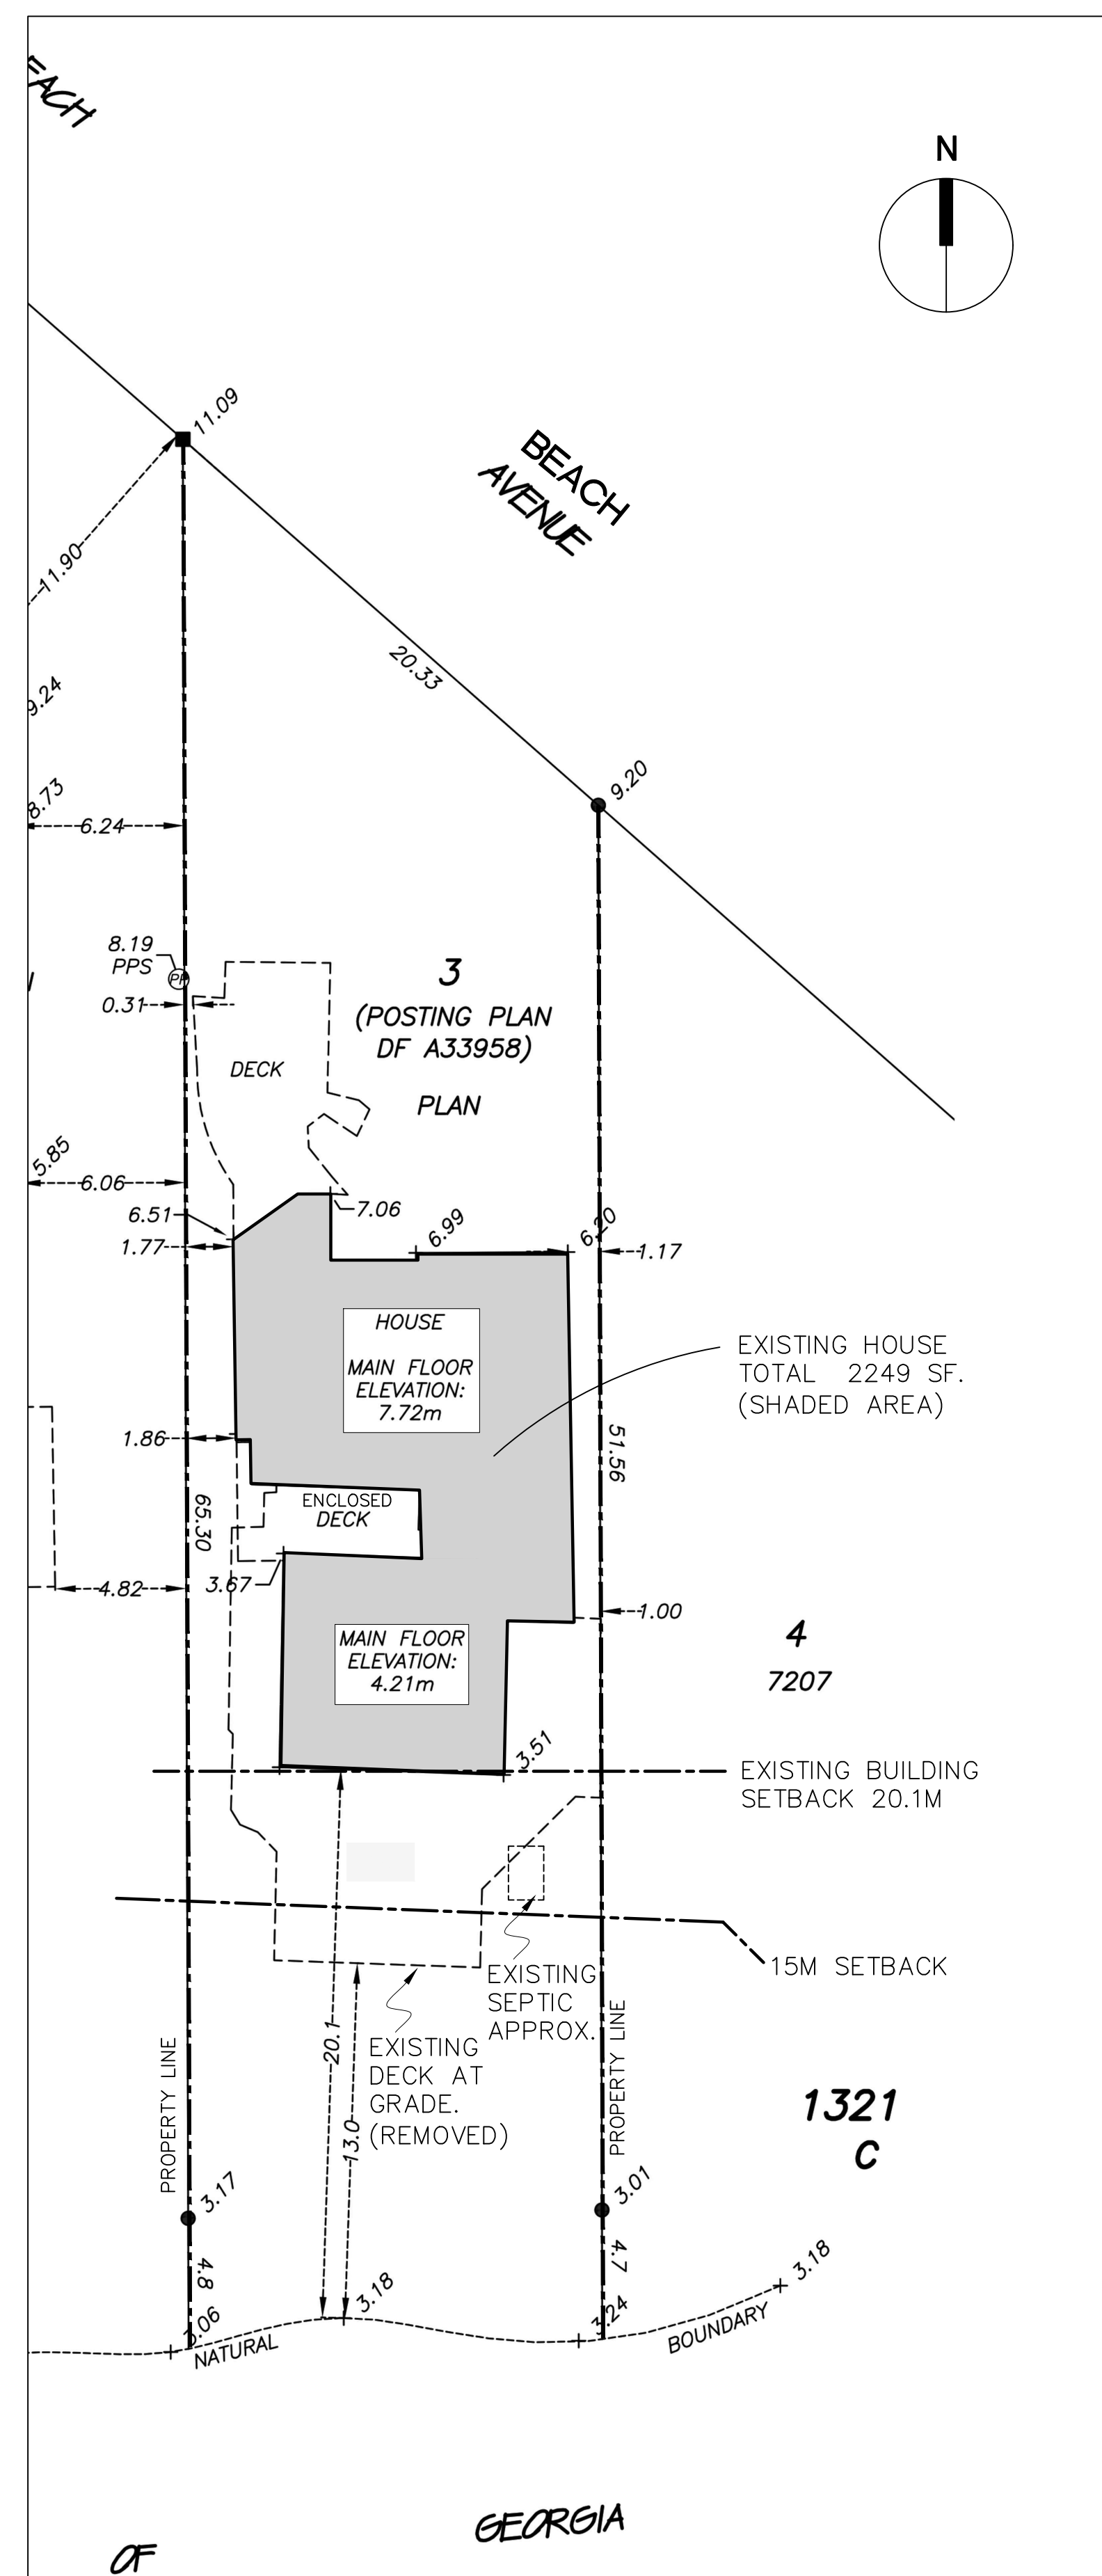 N
11.09
BEACH
AVENUE
11.90
20.33
9.24
9.20
8.73
6.24
8.19
PPS
PP
0.31
3
(POSTING PLAN
DF A33958)
PLAN
DECK
5.85
6.06
6.51
7.06
1.77
6.99
6.20
1.17
HOUSE
MAIN FLOOR
ELEVATION:
7.72m
EXISTING HOUSE
TOTAL 2249 SF.
(SHADED AREA)
1.86
51.56
65.30
ENCLOSED
DECK
4.82
3.67
1.00
MAIN FLOOR
ELEVATION:
4.21m
4
7207
3.51
EXISTING BUILDING
SETBACK 20.1M
15M SETBACK
EXISTING
SEPTIC
APPROX.
EXISTING
DECK AT
GRADE.
(REMOVED)
20.1
13.0
PROPERTY LINE
PROPERTY LINE
1321
C
3.17
3.01
4.8
4.7
3.06
3.18
3.24
3.18
NATURAL
BOUNDARY
GEORGIA
OF